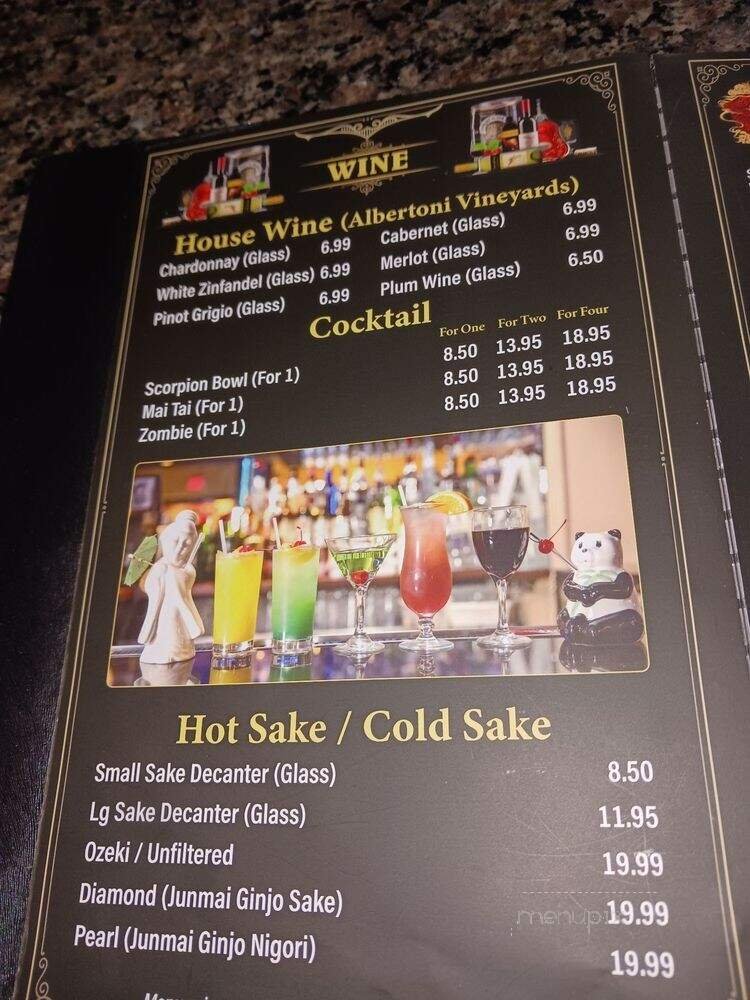 WINE
House Wine (Albertoni Vineyards)
Chardonnay (Glass) 6.99 Cabernet (Glass) 6.99
White Zinfandel (Glass) 6.99 Merlot (Glass) 6.99
Pinot Grigio (Glass) 6.99 Plum Wine (Glass) 6.50
Cocktail For One For Two For Four
Scorpion Bowl (For 1) 8.50 13.95 18.95
Mai Tai (For 1) 8.50 13.95 18.95
Zombie (For 1) 8.50 13.95 18.95
Hot Sake / Cold Sake
Small Sake Decanter (Glass) 8.50
Lg Sake Decanter (Glass) 11.95
Ozeki / Unfiltered 19.99
Diamond (Junmai Ginjo Sake) 19.99
Pearl (Junmai Ginjo Nigori) 19.99